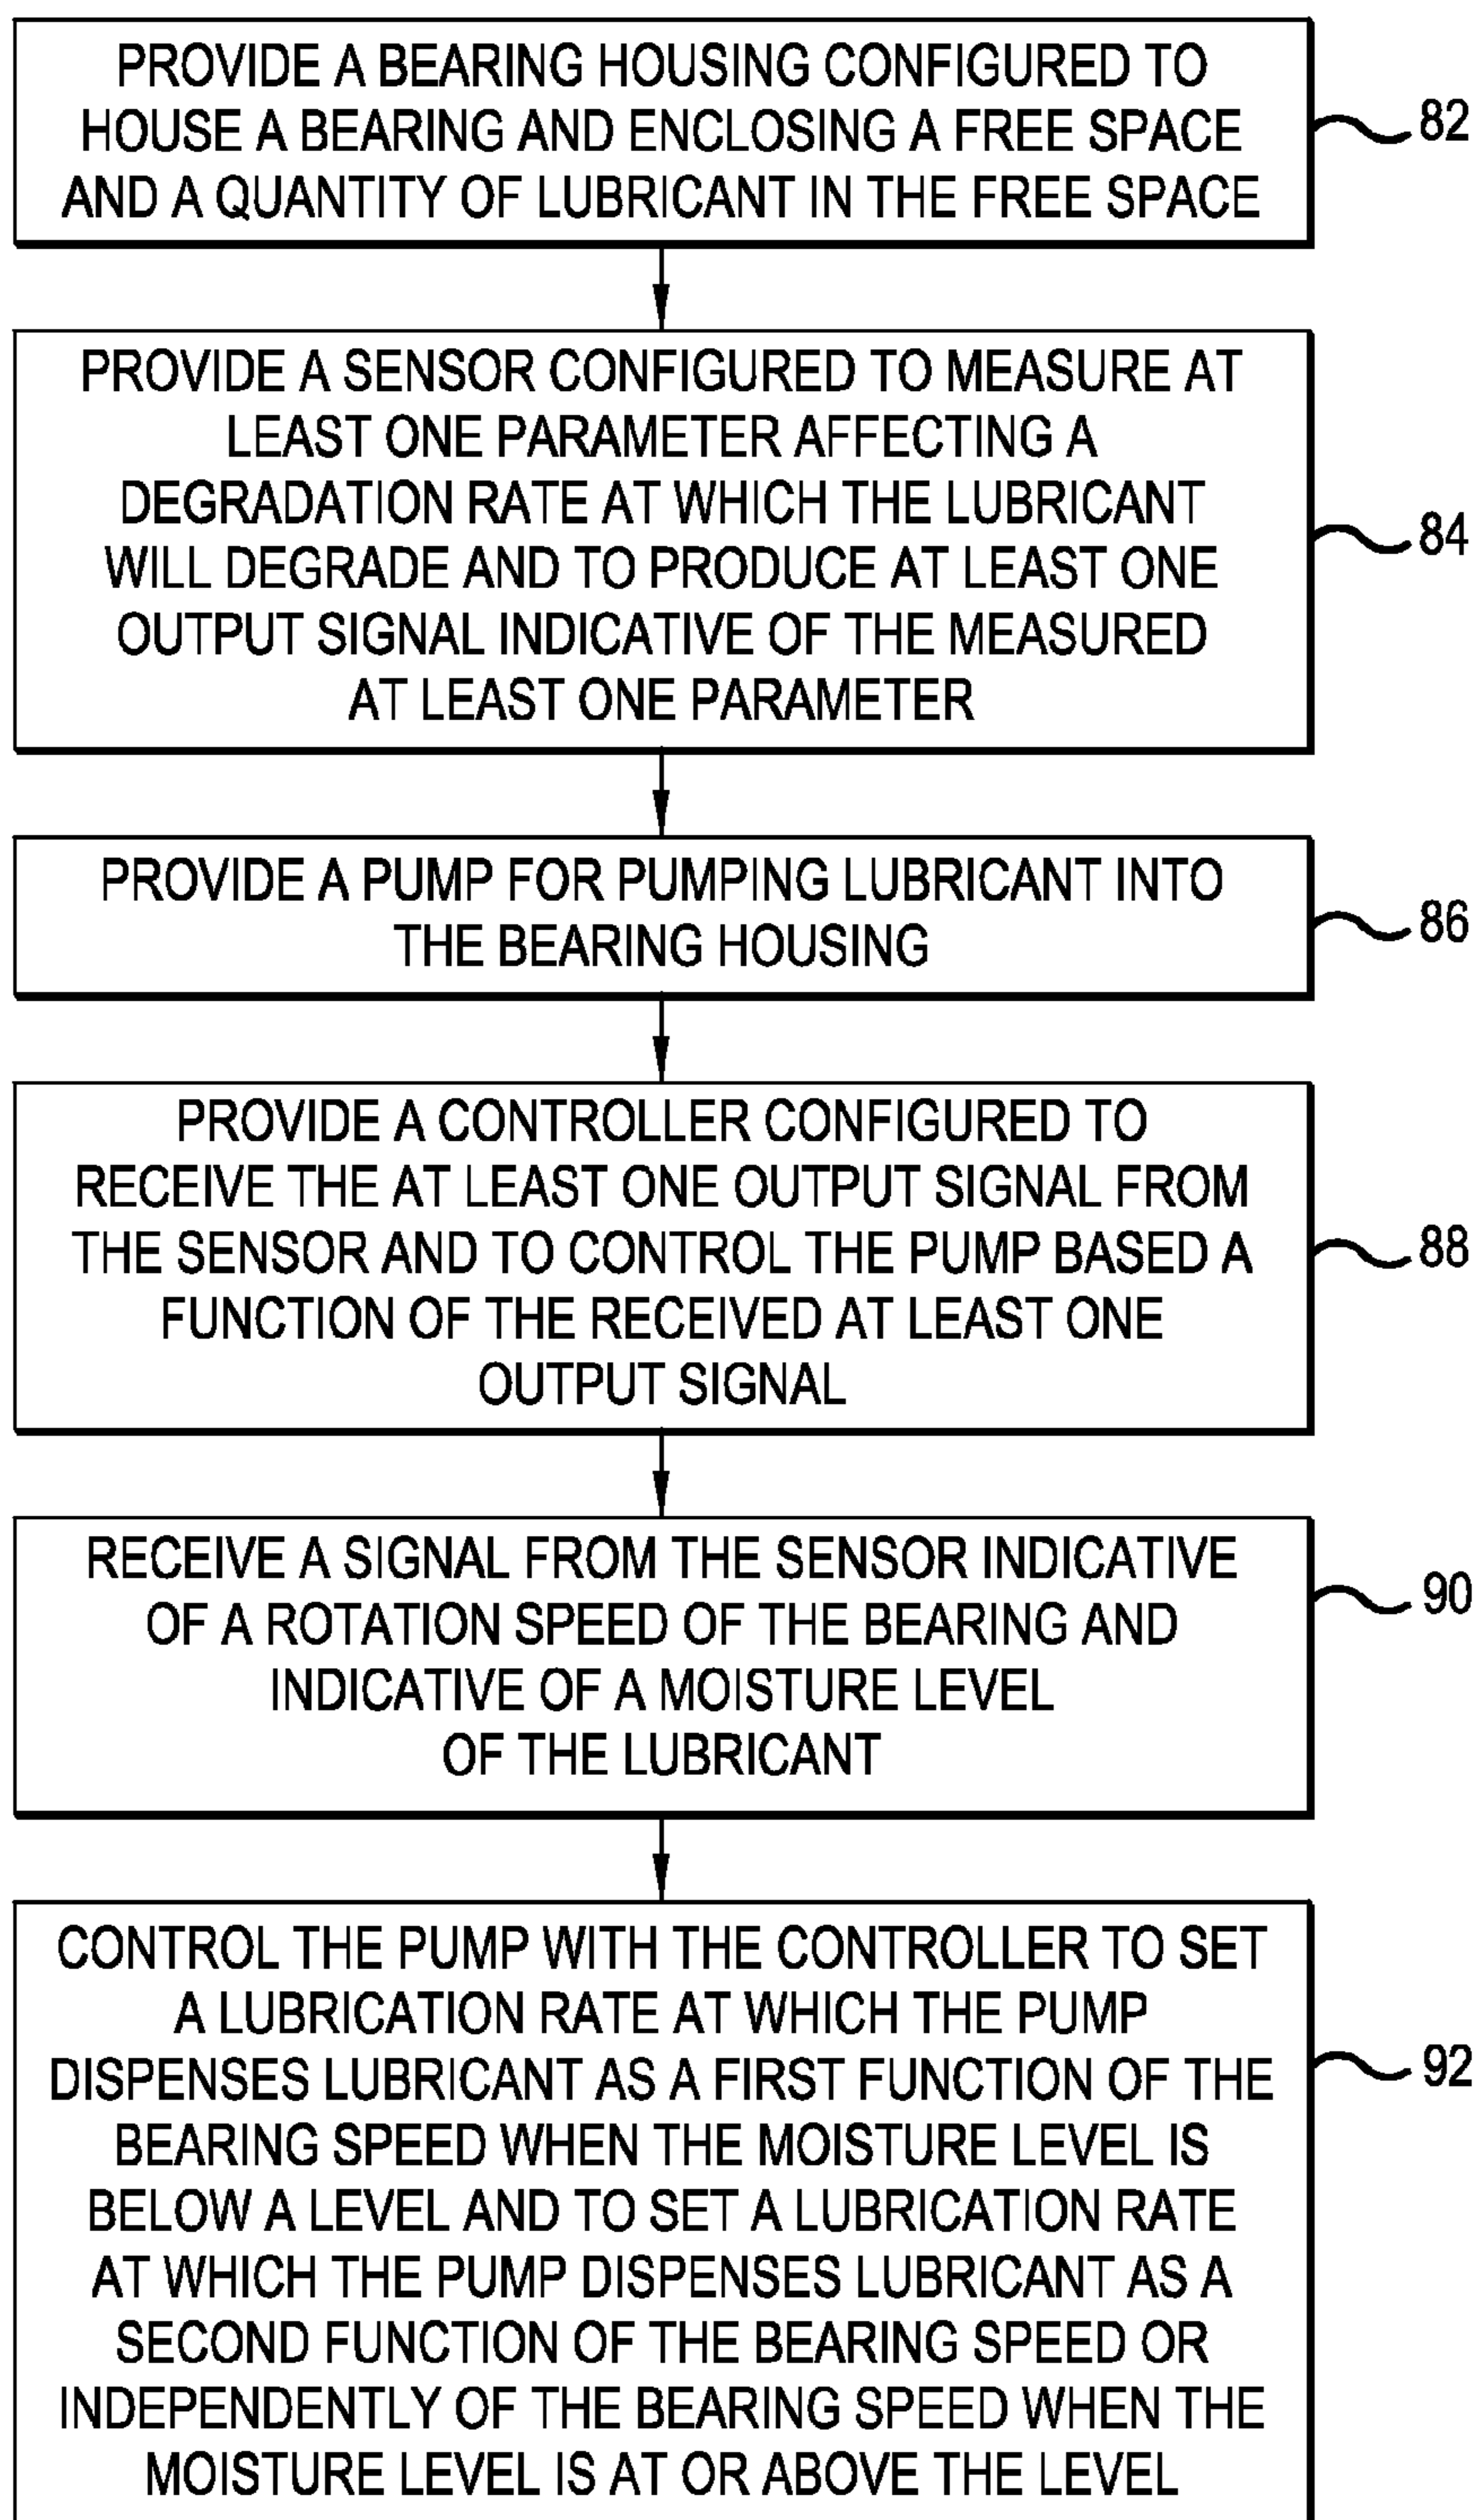 PROVIDE A BEARING HOUSING CONFIGURED TO
HOUSE A BEARING AND ENCLOSING A FREE SPACE
AND A QUANTITY OF LUBRICANT IN THE FREE SPACE
82
PROVIDE A SENSOR CONFIGURED TO MEASURE AT
LEAST ONE PARAMETER AFFECTING A
DEGRADATION RATE AT WHICH THE LUBRICANT
WILL DEGRADE AND TO PRODUCE AT LEAST ONE
OUTPUT SIGNAL INDICATIVE OF THE MEASURED
AT LEAST ONE PARAMETER
84
PROVIDE A PUMP FOR PUMPING LUBRICANT INTO
THE BEARING HOUSING
86
PROVIDE A CONTROLLER CONFIGURED TO
RECEIVE THE AT LEAST ONE OUTPUT SIGNAL FROM
THE SENSOR AND TO CONTROL THE PUMP BASED A
FUNCTION OF THE RECEIVED AT LEAST ONE
OUTPUT SIGNAL
88
RECEIVE A SIGNAL FROM THE SENSOR INDICATIVE
OF A ROTATION SPEED OF THE BEARING AND
INDICATIVE OF A MOISTURE LEVEL
OF THE LUBRICANT
90
CONTROL THE PUMP WITH THE CONTROLLER TO SET
A LUBRICATION RATE AT WHICH THE PUMP
DISPENSES LUBRICANT AS A FIRST FUNCTION OF THE
BEARING SPEED WHEN THE MOISTURE LEVEL IS
BELOW A LEVEL AND TO SET A LUBRICATION RATE
AT WHICH THE PUMP DISPENSES LUBRICANT AS A
SECOND FUNCTION OF THE BEARING SPEED OR
INDEPENDENTLY OF THE BEARING SPEED WHEN THE
MOISTURE LEVEL IS AT OR ABOVE THE LEVEL
92